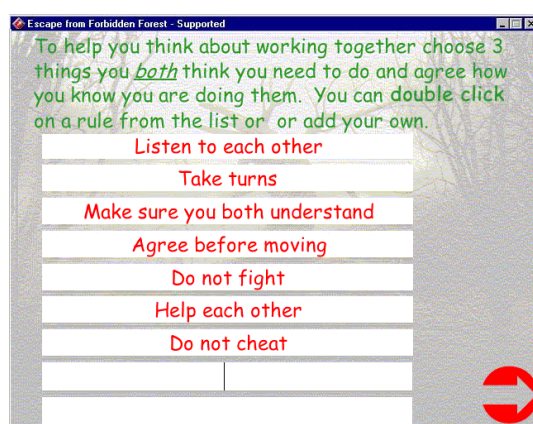 Escape from Forbidden Forest - Supported
To help you think about working together choose 3
things you both think you need to do and agree how
you know you are doing them. You can double click
on a rule from the list or or add your own.
Listen to each other
Take turns
Make sure you both understand
Agree before moving
Do not fight
Help each other
Do not cheat